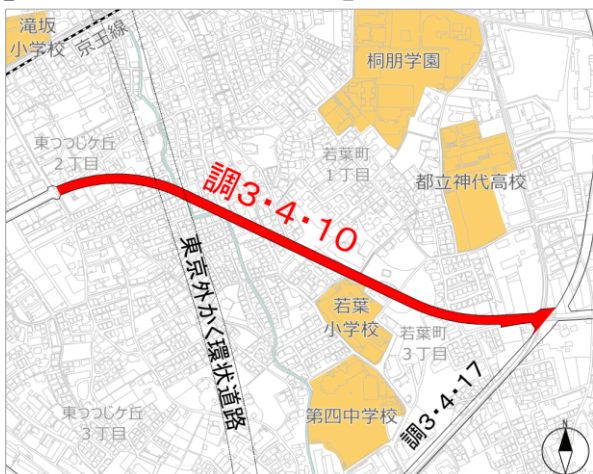 滝坂
小学校
京王線
桐朋学園
東つつじケ丘
2丁目
若葉町
1丁目
都立神代高校
調3・4・10
東京外かく環状道路
若葉
小学校
若葉町
3丁目
調3・4・17
東つつじケ丘
3丁目
第四中学校
N